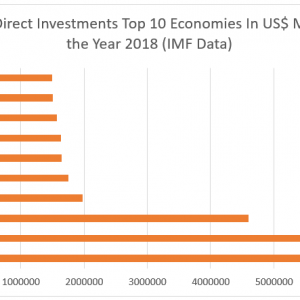 Direct Investments Top 10 Economies In US$ M
the Year 2018 (IMF Data)
1000000 2000000 3000000 4000000 5000000